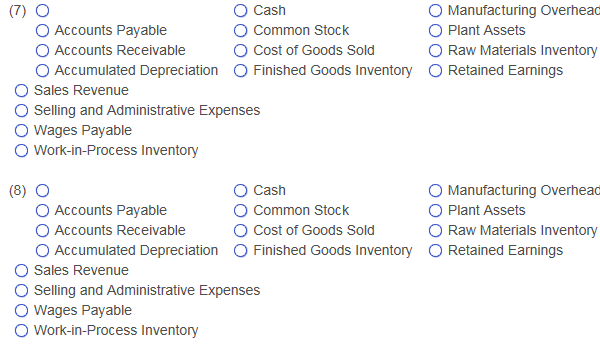 (7) Cash Manufacturing Overhead
Accounts Payable Common Stock Plant Assets
Accounts Receivable Cost of Goods Sold Raw Materials Inventory
Accumulated Depreciation Finished Goods Inventory Retained Earnings
Sales Revenue
Selling and Administrative Expenses
Wages Payable
Work-in-Process Inventory
(8) Cash Manufacturing Overhead
Accounts Payable Common Stock Plant Assets
Accounts Receivable Cost of Goods Sold Raw Materials Inventory
Accumulated Depreciation Finished Goods Inventory Retained Earnings
Sales Revenue
Selling and Administrative Expenses
Wages Payable
Work-in-Process Inventory